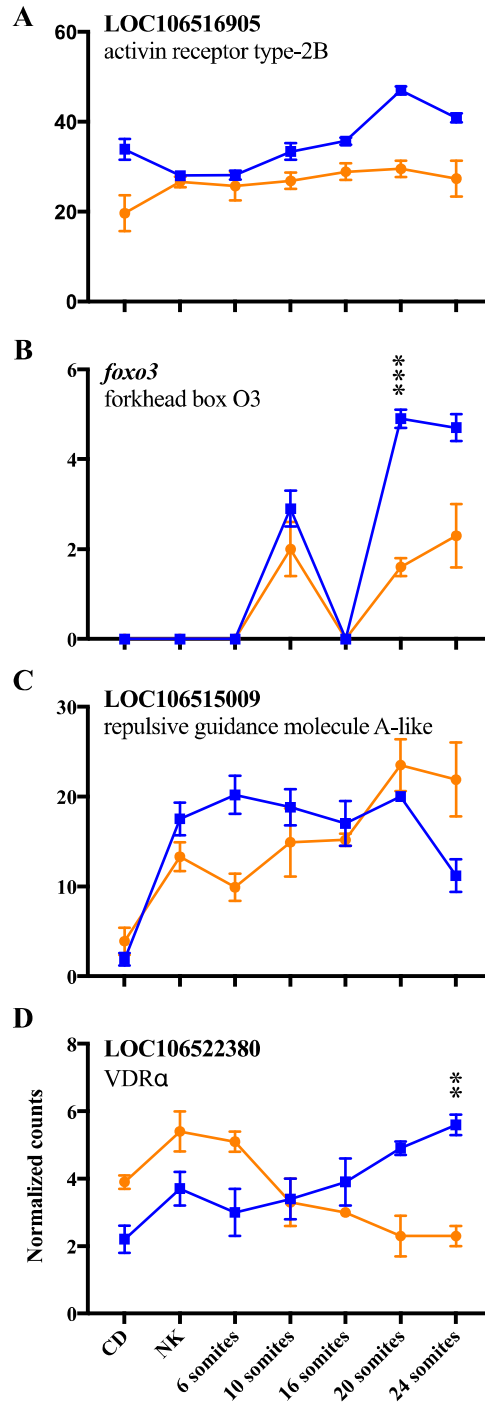 A
LOC106516905
activin receptor type-2B
60
40
20
0
B
foxo3
forkhead box O3
***
6
4
2
0
C
LOC106515009
repulsive guidance molecule A-like
30
20
10
0
D
LOC106522380
VDRα
**
8
6
4
2
0
Normalized counts
CD
NK
6 somites
10 somites
16 somites
20 somites
24 somites